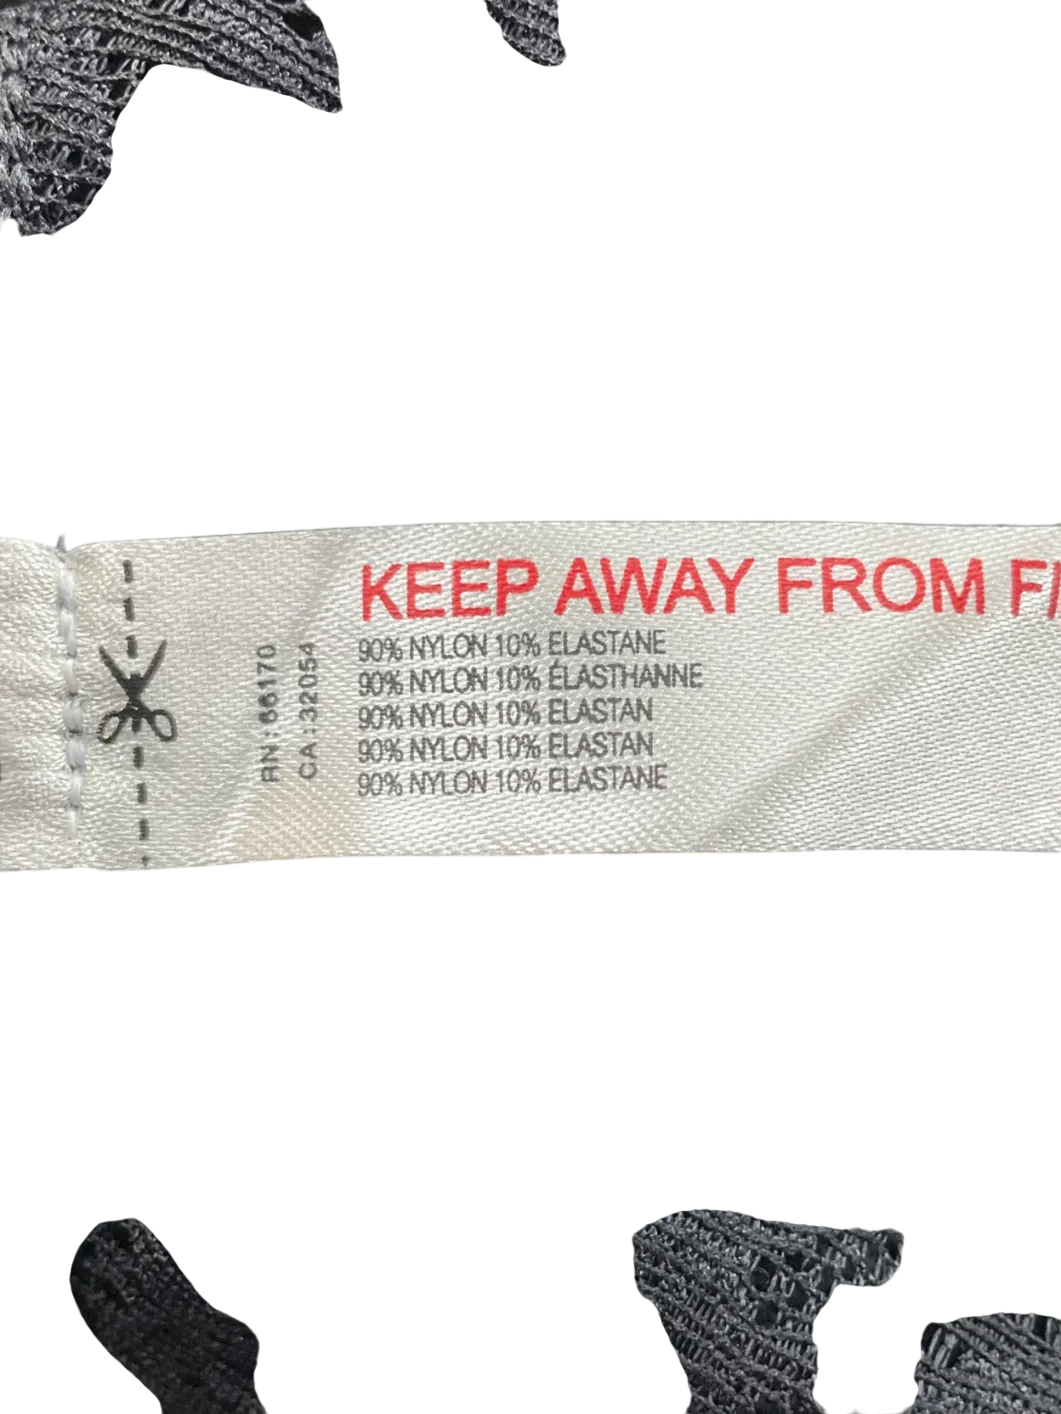 RN:66170
CA:32054
KEEP AWAY FROM
90% NYLON 10% ELASTANE
90% NYLON 10% ÉLASTHANNE
90% NYLON 10% ELASTAN
90% NYLON 10% ELASTAN
90% NYLON 10% ELASTANE